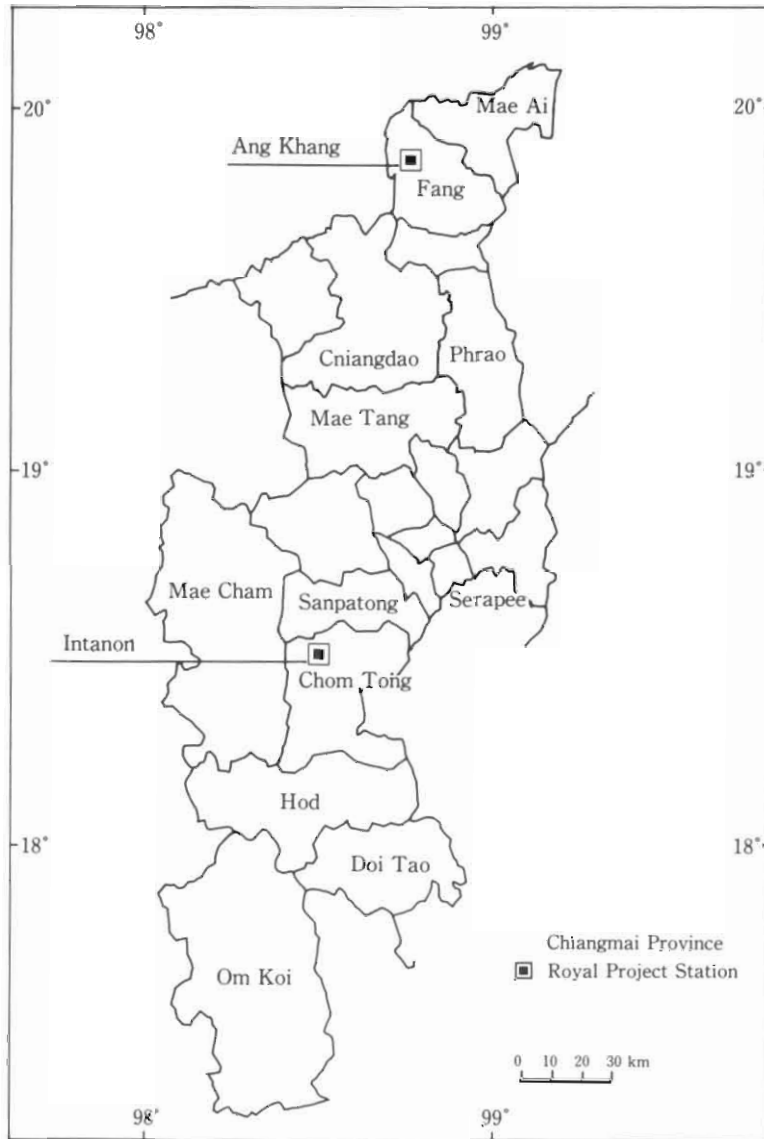 98°
99°
20°
20°
Mae Ai
Ang Khang
Fang
Cniangdao
Phrao
Mae Tang
19°
19°
Mae Cham
Sanpatong
Serapee
Intanon
Chom Tong
Hod
18°
18°
Doi Tao
Chiangmai Province
Royal Project Station
Om Koi
0 10 20 30 km
98°
99°